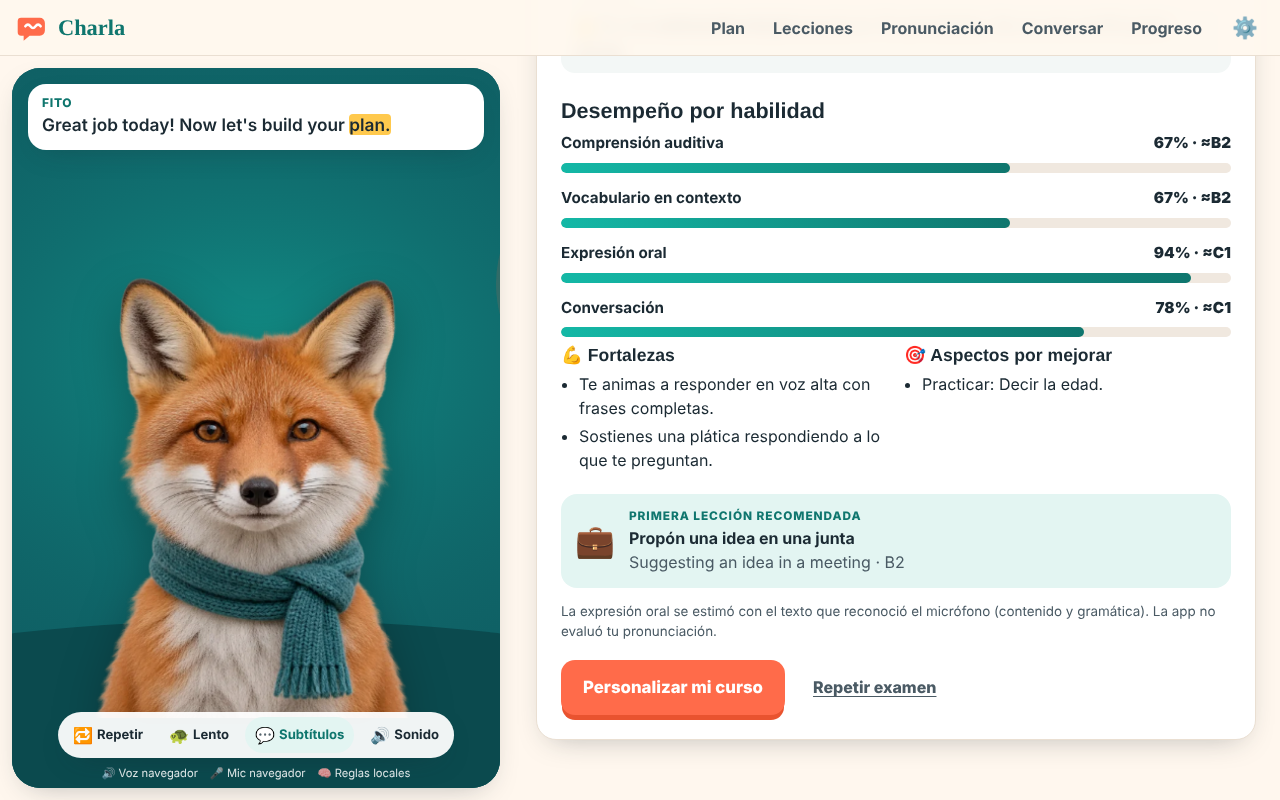 Charla
Plan
Lecciones
Pronunciación
Conversar
Progreso
FITO
Great job today! Now let's build your plan.
Repetir
Lento
Subtítulos
Sonido
Voz navegador
Mic navegador
Reglas locales
Desempeño por habilidad
Comprensión auditiva
67% · ≈B2
Vocabulario en contexto
67% · ≈B2
Expresión oral
94% · ≈C1
Conversación
78% · ≈C1
Fortalezas
Te animas a responder en voz alta con
frases completas.
Sostienes una plática respondiendo a lo
que te preguntan.
Aspectos por mejorar
Practicar: Decir la edad.
PRIMERA LECCIÓN RECOMENDADA
Propón una idea en una junta
Suggesting an idea in a meeting · B2
La expresión oral se estimó con el texto que reconoció el micrófono (contenido y gramática). La app no
evaluó tu pronunciación.
Personalizar mi curso
Repetir examen